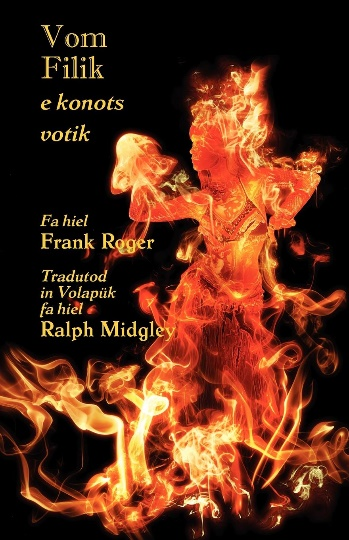 Vom
Filik
e konots
votik
Fa hiel
Frank Roger
Tradutod
in Volapük
fa hiel
Ralph Midgley